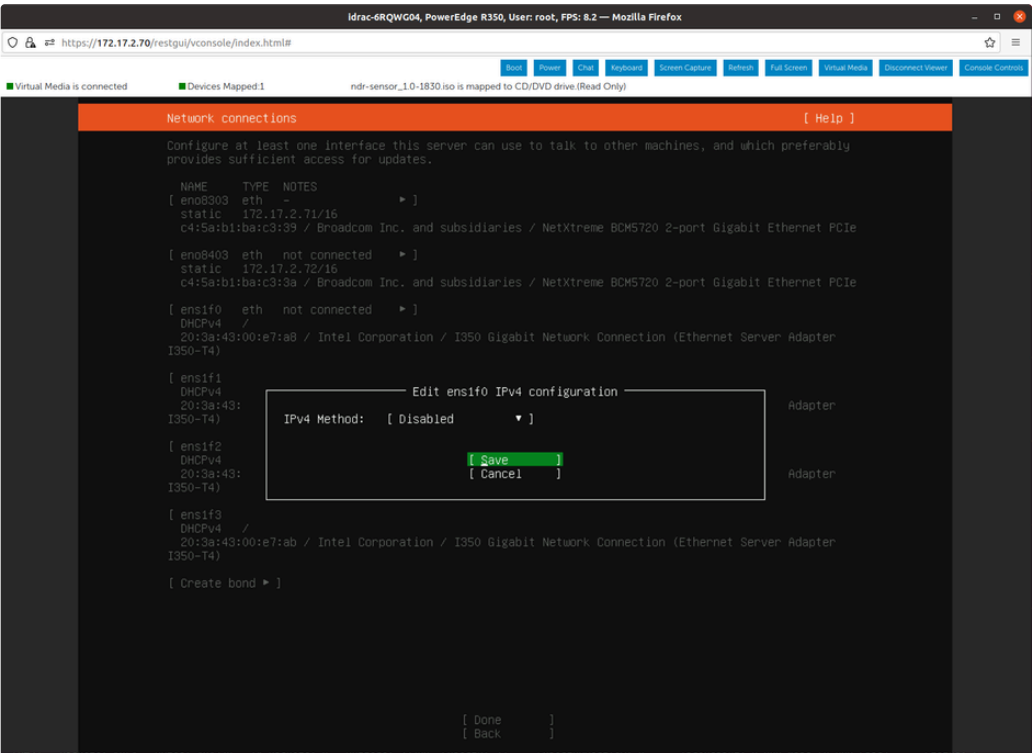 idrac-6RQWG04, PowerEdge R350, User: root, FPS: 8.2 — Mozilla Firefox
https://172.17.2.70/restgui/vconsole/index.html#
Boot Power Chat Keyboard Screen Capture Refresh Full Screen Virtual Media Disconnect Viewer Console Controls
Virtual Media is connected Devices Mapped:1 ndr-sensor_1.0-1830.iso is mapped to CD/DVD drive.(Read Only)
Network connections [ Help ]
Configure at least one interface this server can use to talk to other machines, and which preferably
provides sufficient access for updates.
NAME TYPE NOTES
[ eno8303 eth - ▸ ]
static 172.17.2.71/16
c4:5a:b1:ba:c3:39 / Broadcom Inc. and subsidiaries / NetXtreme BCM5720 2-port Gigabit Ethernet PCIe
[ eno8403 eth not connected ▸ ]
static 172.17.2.72/16
c4:5a:b1:ba:c3:3a / Broadcom Inc. and subsidiaries / NetXtreme BCM5720 2-port Gigabit Ethernet PCIe
[ ens1f0 eth not connected ▸ ]
DHCPv4 /
20:3a:43:00:e7:a8 / Intel Corporation / I350 Gigabit Network Connection (Ethernet Server Adapter
I350-T4)
[ ens1f1
DHCPv4
20:3a:43: Adapter
I350-T4)
Edit ens1f0 IPv4 configuration
IPv4 Method: [ Disabled ▾ ]
[ Save ]
[ Cancel ]
[ ens1f2
DHCPv4
20:3a:43: Adapter
I350-T4)
[ ens1f3
DHCPv4 /
20:3a:43:00:e7:ab / Intel Corporation / I350 Gigabit Network Connection (Ethernet Server Adapter
I350-T4)
[ Create bond ▸ ]
[ Done ]
[ Back ]